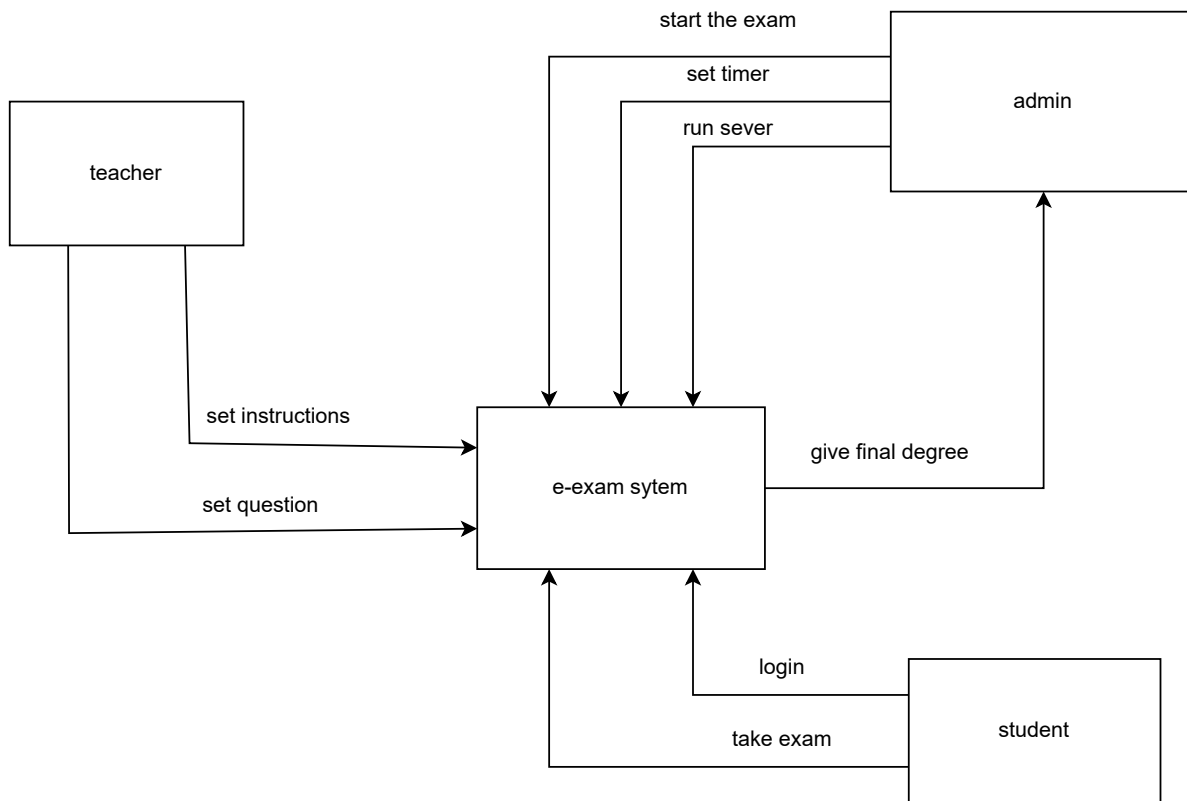 start the exam
set timer
admin
run sever
teacher
set instructions
give final degree
e-exam sytem
set question
login
student
take exam